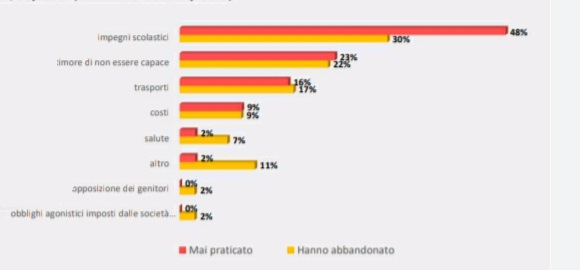 impegni scolastici
48%
30%
timore di non essere capace
23%
22%
trasporti
16%
17%
costi
9%
9%
salute
2%
7%
altro
2%
11%
opposizione dei genitori
0%
2%
obblighi agonistici imposti dalle società...
0%
2%
Mai praticato
Hanno abbandonato